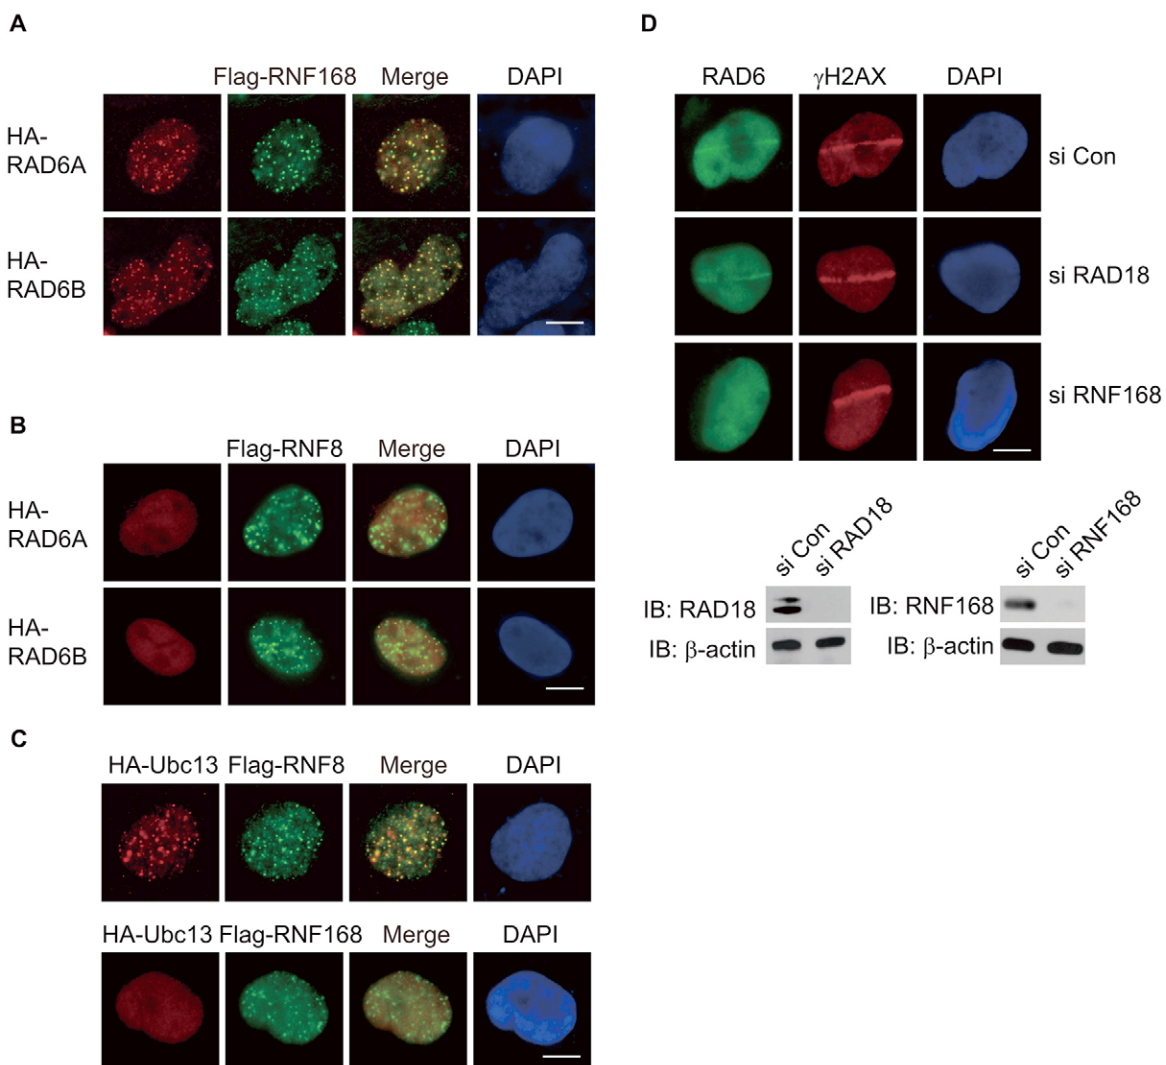 A
Flag-RNF168 Merge DAPI
HA-
RAD6A
HA-
RAD6B
B
Flag-RNF8 Merge DAPI
HA-
RAD6A
HA-
RAD6B
C
HA-Ubc13 Flag-RNF8 Merge DAPI
HA-Ubc13 Flag-RNF168 Merge DAPI
D
RAD6 γH2AX DAPI
si Con
si RAD18
si RNF168
si Con
si RAD18
IB: RAD18
IB: β-actin
si Con
si RNF168
IB: RNF168
IB: β-actin